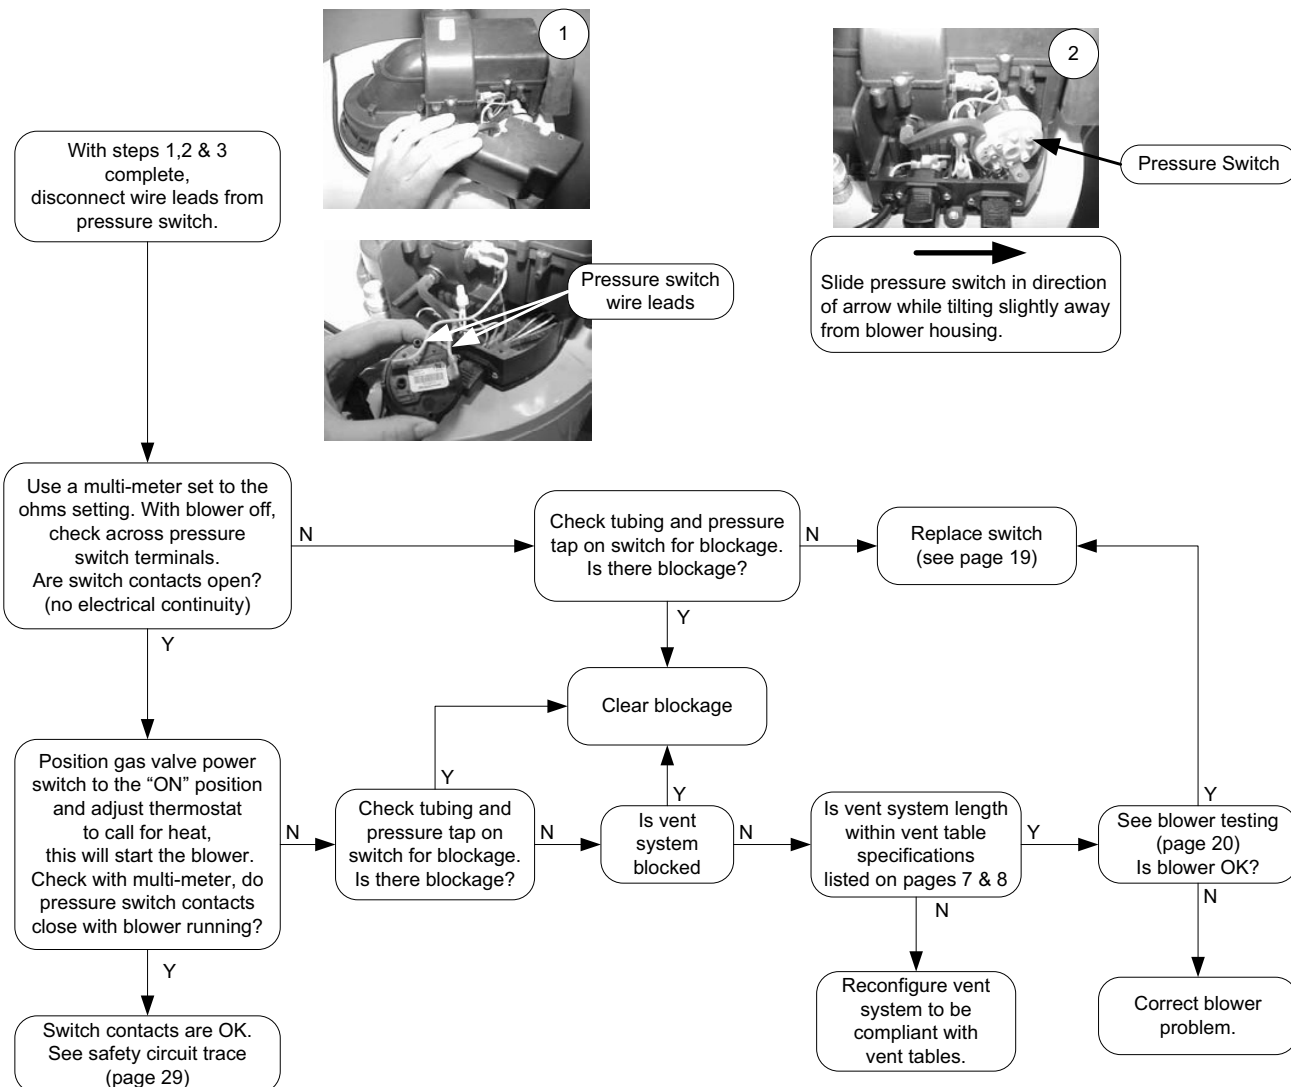 1
2
With steps 1,2 & 3
complete,
disconnect wire leads from
pressure switch.
Pressure Switch
Pressure switch
wire leads
Slide pressure switch in direction
of arrow while tilting slightly away
from blower housing.
Use a multi-meter set to the
ohms setting. With blower off,
check across pressure
switch terminals.
Are switch contacts open?
(no electrical continuity)
N
Check tubing and pressure
tap on switch for blockage.
Is there blockage?
N
Replace switch
(see page 19)
Y
Y
Clear blockage
Position gas valve power
switch to the “ON” position
and adjust thermostat
to call for heat,
this will start the blower.
Check with multi-meter, do
pressure switch contacts
close with blower running?
N
Y
Check tubing and
pressure tap on
switch for blockage.
Is there blockage?
N
Y
Is vent
system
blocked
N
Is vent system length
within vent table
specifications
listed on pages 7 & 8
Y
Y
See blower testing
(page 20)
Is blower OK?
N
N
Y
Switch contacts are OK.
See safety circuit trace
(page 29)
Reconfigure vent
system to be
compliant with
vent tables.
Correct blower
problem.